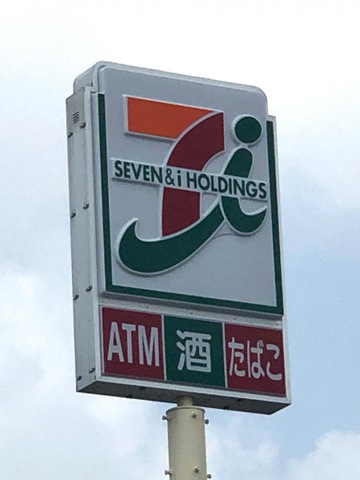 SEVEN & i HOLDINGS
ATM 酒 たばこ